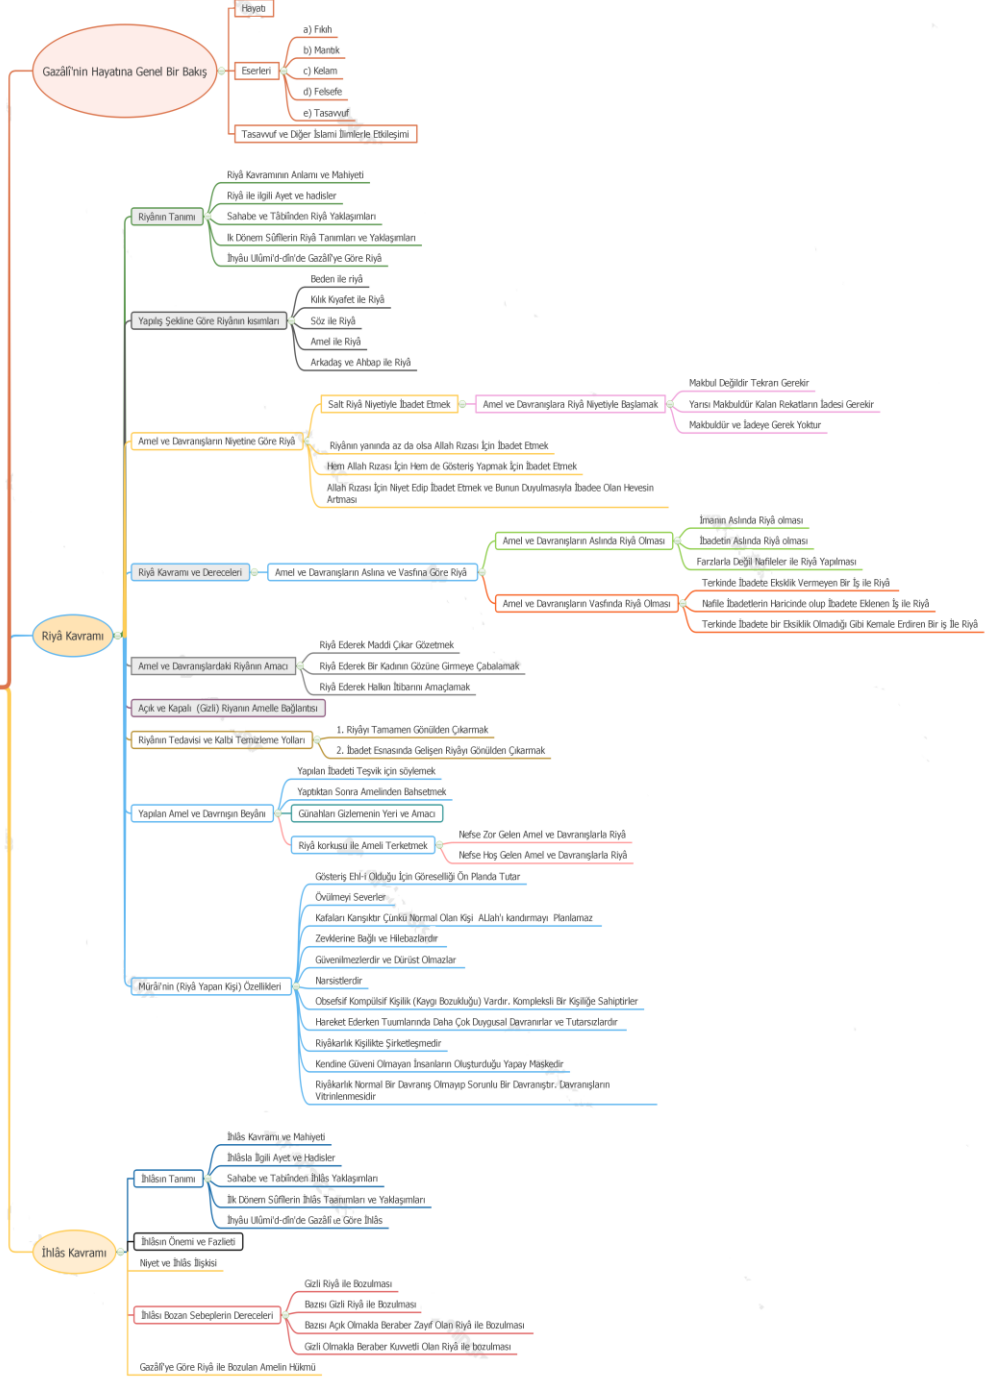 Hayatı
Gazâlî'nin Hayatına Genel Bir Bakış
Eserleri
a) Fıkıh
b) Mantık
c) Kelam
d) Felsefe
e) Tasavvuf
Tasavvuf ve Diğer İslami İlimlerle Etkileşimi
Riyâ Kavramı
Riyânın Tanımı
Riyâ Kavramının Anlamı ve Mahiyeti
Riyâ ile ilgili Ayet ve hadisler
Sahabe ve Tâbiînden Riyâ Yaklaşımları
lk Dönem Sûfîlerin Riyâ Tanımları ve Yaklaşımları
İhyâu Ulûmi'd-dîn'de Gazâlî'ye Göre Riyâ
Yapılış Şekline Göre Riyânın kısımları
Beden ile riyâ
Kılık Kıyafet ile Riyâ
Söz ile Riyâ
Amel ile Riyâ
Arkadaş ve Ahbap ile Riyâ
Amel ve Davranışların Niyetine Göre Riyâ
Salt Riyâ Niyetiyle İbadet Etmek
Amel ve Davranışlara Riyâ Niyetiyle Başlamak
Makbul Değildir Tekrarı Gerekir
Yarısı Makbuldür Kalan Rekatların İadesi Gerekir
Makbuldür ve İadeye Gerek Yoktur
Riyânın yanında az da olsa Allah Rızası İçin İbadet Etmek
Hem Allah Rızası İçin Hem de Gösteriş Yapmak İçin İbadet Etmek
Allah Rızası İçin Niyet Edip İbadet Etmek ve Bunun Duyulmasıyla İbadee Olan Hevesin
Artması
Riyâ Kavramı ve Dereceleri
Amel ve Davranışların Aslına ve Vasfına Göre Riyâ
Amel ve Davranışların Aslında Riyâ Olması
İmanın Aslında Riyâ olması
İbadetin Aslında Riyâ olması
Farzlarla Değil Nafileler ile Riyâ Yapılması
Amel ve Davranışların Vasfında Riyâ Olması
Terkinde İbadete Eksklik Vermeyen Bir İş ile Riyâ
Nafile İbadetlerin Haricinde olup İbadete Eklenen İş ile Riyâ
Terkinde İbadete bir Eksiklik Olmadığı Gibi Kemale Erdiren Bir iş İle Riyâ
Amel ve Davranışlardaki Riyânın Amacı
Riyâ Ederek Maddi Çıkar Gözetmek
Riyâ Ederek Bir Kadının Gözüne Girmeye Çabalamak
Riyâ Ederek Halkın İtibarını Amaçlamak
Açık ve Kapalı (Gizli) Riyanın Amelle Bağlantısı
Riyânın Tedavisi ve Kalbi Temizleme Yolları
1. Riyâyı Tamamen Gönülden Çıkarmak
2. İbadet Esnasında Gelişen Riyâyı Gönülden Çıkarmak
Yapılan Amel ve Davrnışın Beyânı
Yapılan İbadeti Teşvik için söylemek
Yaptıktan Sonra Amelinden Bahsetmek
Günahları Gizlemenin Yeri ve Amacı
Riyâ korkusu ile Ameli Terketmek
Nefse Zor Gelen Amel ve Davranışlarla Riyâ
Nefse Hoş Gelen Amel ve Davranışlarla Riyâ
Mürâi'nin (Riyâ Yapan Kişi) Özellikleri
Gösteriş Ehl-i Olduğu İçin Göreselliği Ön Planda Tutar
Övülmeyi Severler
Kafaları Karışıktır Çünkü Normal Olan Kişi ALlah'ı kandırmayı Planlamaz
Zevklerine Bağlı ve Hilebazlardır
Güvenilmezlerdir ve Dürüst Olmazlar
Narsistlerdir
Obsefsif Kompülsif Kişilik (Kaygı Bozukluğu) Vardır. Kompleksli Bir Kişiliğe Sahiptirler
Hareket Ederken Tuumlarında Daha Çok Duygusal Davranırlar ve Tutarsızlardır
Riyâkarlık Kişilikte Şirketleşmedir
Kendine Güveni Olmayan İnsanların Oluşturduğu Yapay Maskedir
Riyâkarlık Normal Bir Davranış Olmayıp Sorunlu Bir Davranıştır. Davranışların
Vitrinlenmesidir
İhlâs Kavramı
İhlâsın Tanımı
İhlâs Kavramı ve Mahiyeti
İhlâsla İlgili Ayet ve Hadisler
Sahabe ve Tabiînden İhlâs Yaklaşımları
İlk Dönem Sûfîlerin İhlâs Taanımları ve Yaklaşımları
İhyâu Ulûmi'd-dîn'de Gazâlî Göre İhlâs
İhlâsın Önemi ve Fazlieti
Niyet ve İhlâs İlişkisi
İhlâsı Bozan Sebeplerin Dereceleri
Gizli Riyâ ile Bozulması
Bazısı Gizli Riyâ ile Bozulması
Bazısı Açık Olmakla Beraber Zayıf Olan Riyâ ile Bozulması
Gizli Olmakla Beraber Kuvvetli Olan Riyâ ile bozulması
Gazâlî'ye Göre Riyâ ile Bozulan Amelin Hükmü